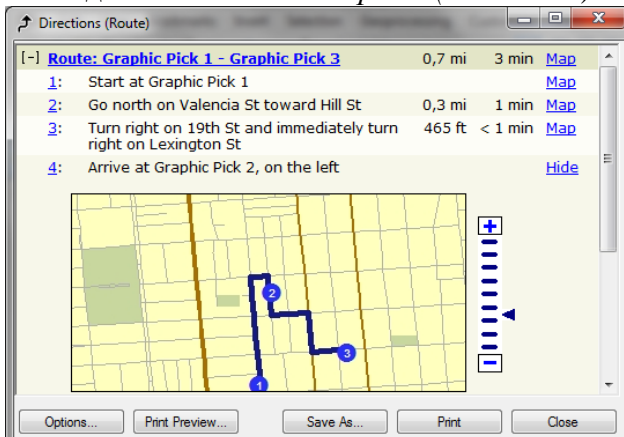 Directions (Route)
[-] Route: Graphic Pick 1 - Graphic Pick 3 0,7 mi 3 min Map
1: Start at Graphic Pick 1
2: Go north on Valencia St toward Hill St 0,3 mi 1 min Map
3: Turn right on 19th St and immediately turn 465 ft < 1 min Map
right on Lexington St
4: Arrive at Graphic Pick 2, on the left Hide
2
3
1
Options... Print Preview... Save As... Print Close